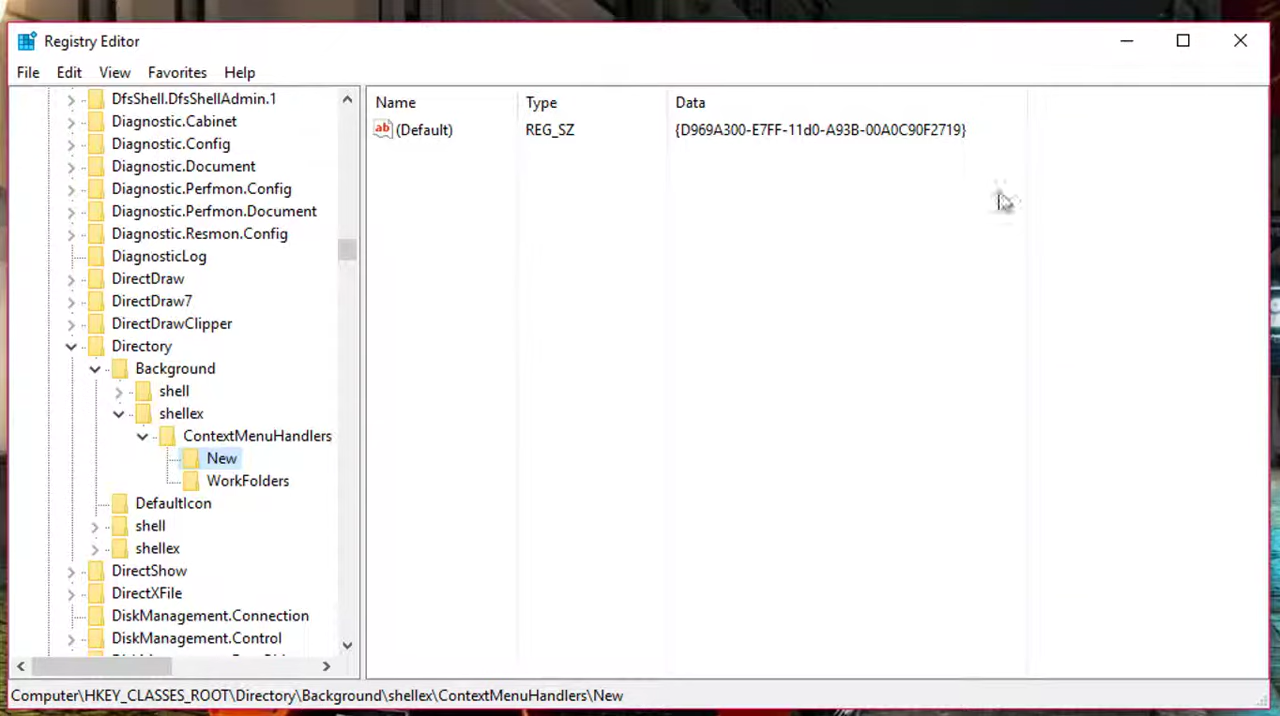 Registry Editor
File Edit View Favorites Help
DfsShell.DfsShellAdmin.1
Diagnostic.Cabinet
Diagnostic.Config
Diagnostic.Document
Diagnostic.Perfmon.Config
Diagnostic.Perfmon.Document
Diagnostic.Resmon.Config
DiagnosticLog
DirectDraw
DirectDraw7
DirectDrawClipper
Directory
Background
shell
shellex
ContextMenuHandlers
New
WorkFolders
DefaultIcon
shell
shellex
DirectShow
DirectXFile
DiskManagement.Connection
DiskManagement.Control
Name Type Data
ab (Default) REG_SZ {D969A300-E7FF-11d0-A93B-00A0C90F2719}
Computer\HKEY_CLASSES_ROOT\Directory\Background\shellex\ContextMenuHandlers\New